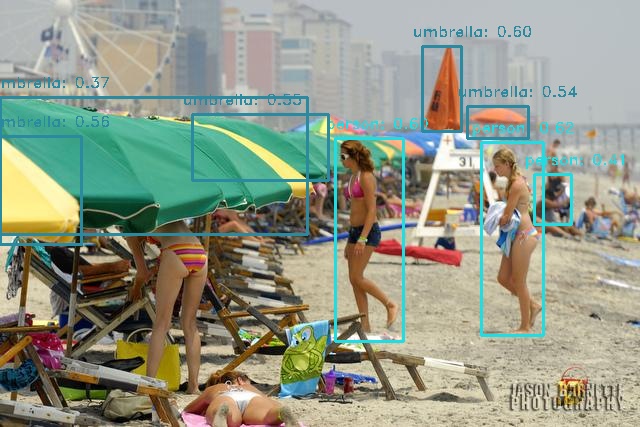 umbrella: 0.60
umbrella: 0.37
umbrella: 0.55
umbrella: 0.54
umbrella: 0.56
person: 0.62
person: 0.41
31
JASON BARNETTE
PHOTOGRAPHY